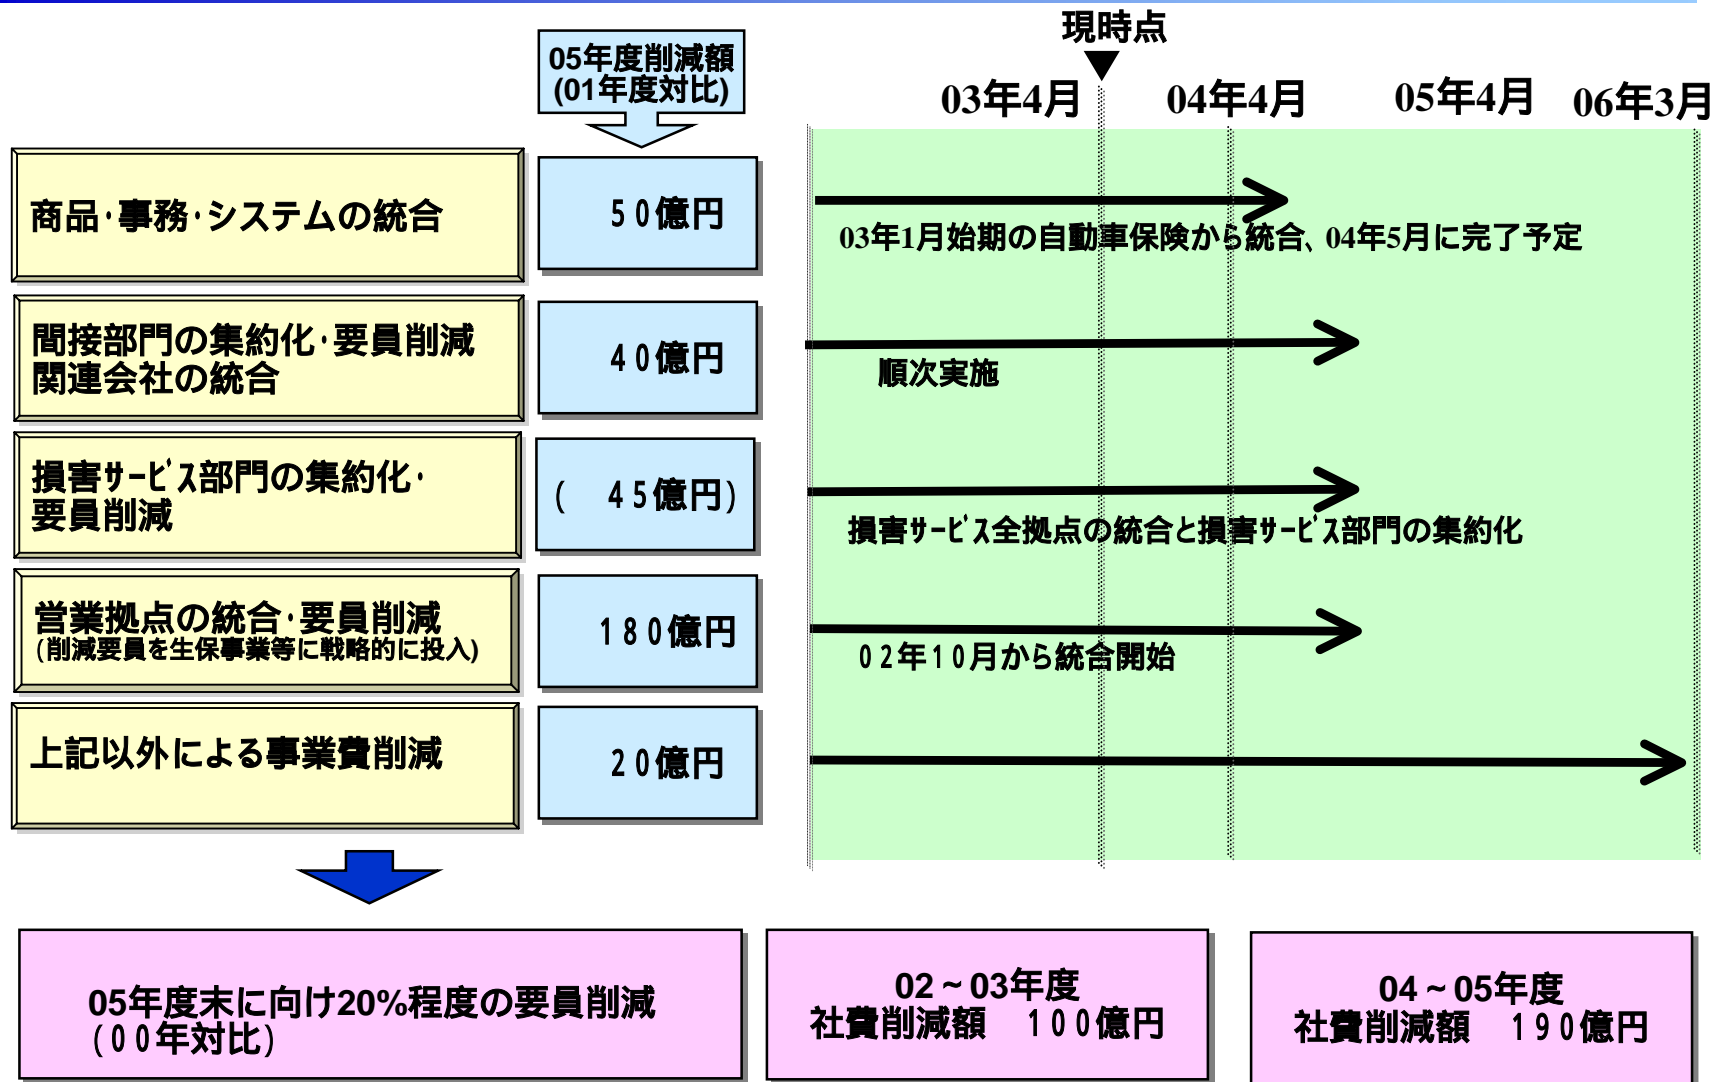 現時点
05年度削減額
(01年度対比)
03年4月
04年4月
05年4月
06年3月
商品・事務・システムの統合
50億円
03年1月始期の自動車保険から統合、04年5月に完了予定
間接部門の集約化・要員削減
関連会社の統合
40億円
順次実施
損害ｻｰﾋﾞｽ部門の集約化・
要員削減
(　45億円)
損害ｻｰﾋﾞｽ全拠点の統合と損害ｻｰﾋﾞｽ部門の集約化
営業拠点の統合・要員削減
(削減要員を生保事業等に戦略的に投入)
180億円
02年10月から統合開始
上記以外による事業費削減
20億円
05年度末に向け20%程度の要員削減
(00年対比)
02～03年度
社費削減額　100億円
04～05年度
社費削減額　190億円